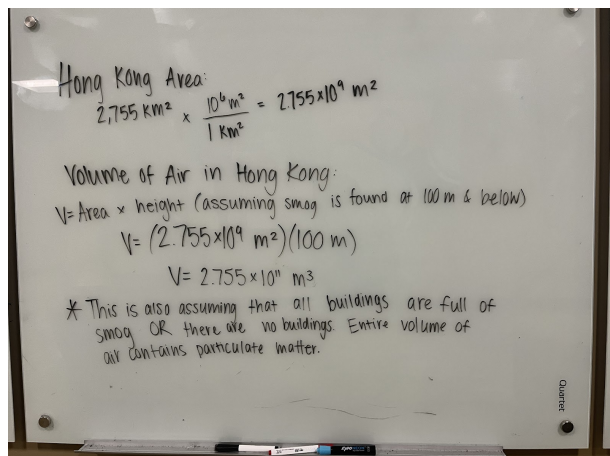 Hong Kong Area:
2,755 km² x 10⁶ m² / 1 km² = 2.755x10⁹ m²
Volume of Air in Hong Kong:
V= Area x height (assuming smog is found at 100 m & below)
V= (2.755x10⁹ m²)(100 m)
V= 2.755x10¹¹ m³
* This is also assuming that all buildings are full of
smog OR there are no buildings. Entire volume of
air contains particulate matter.
Quartet